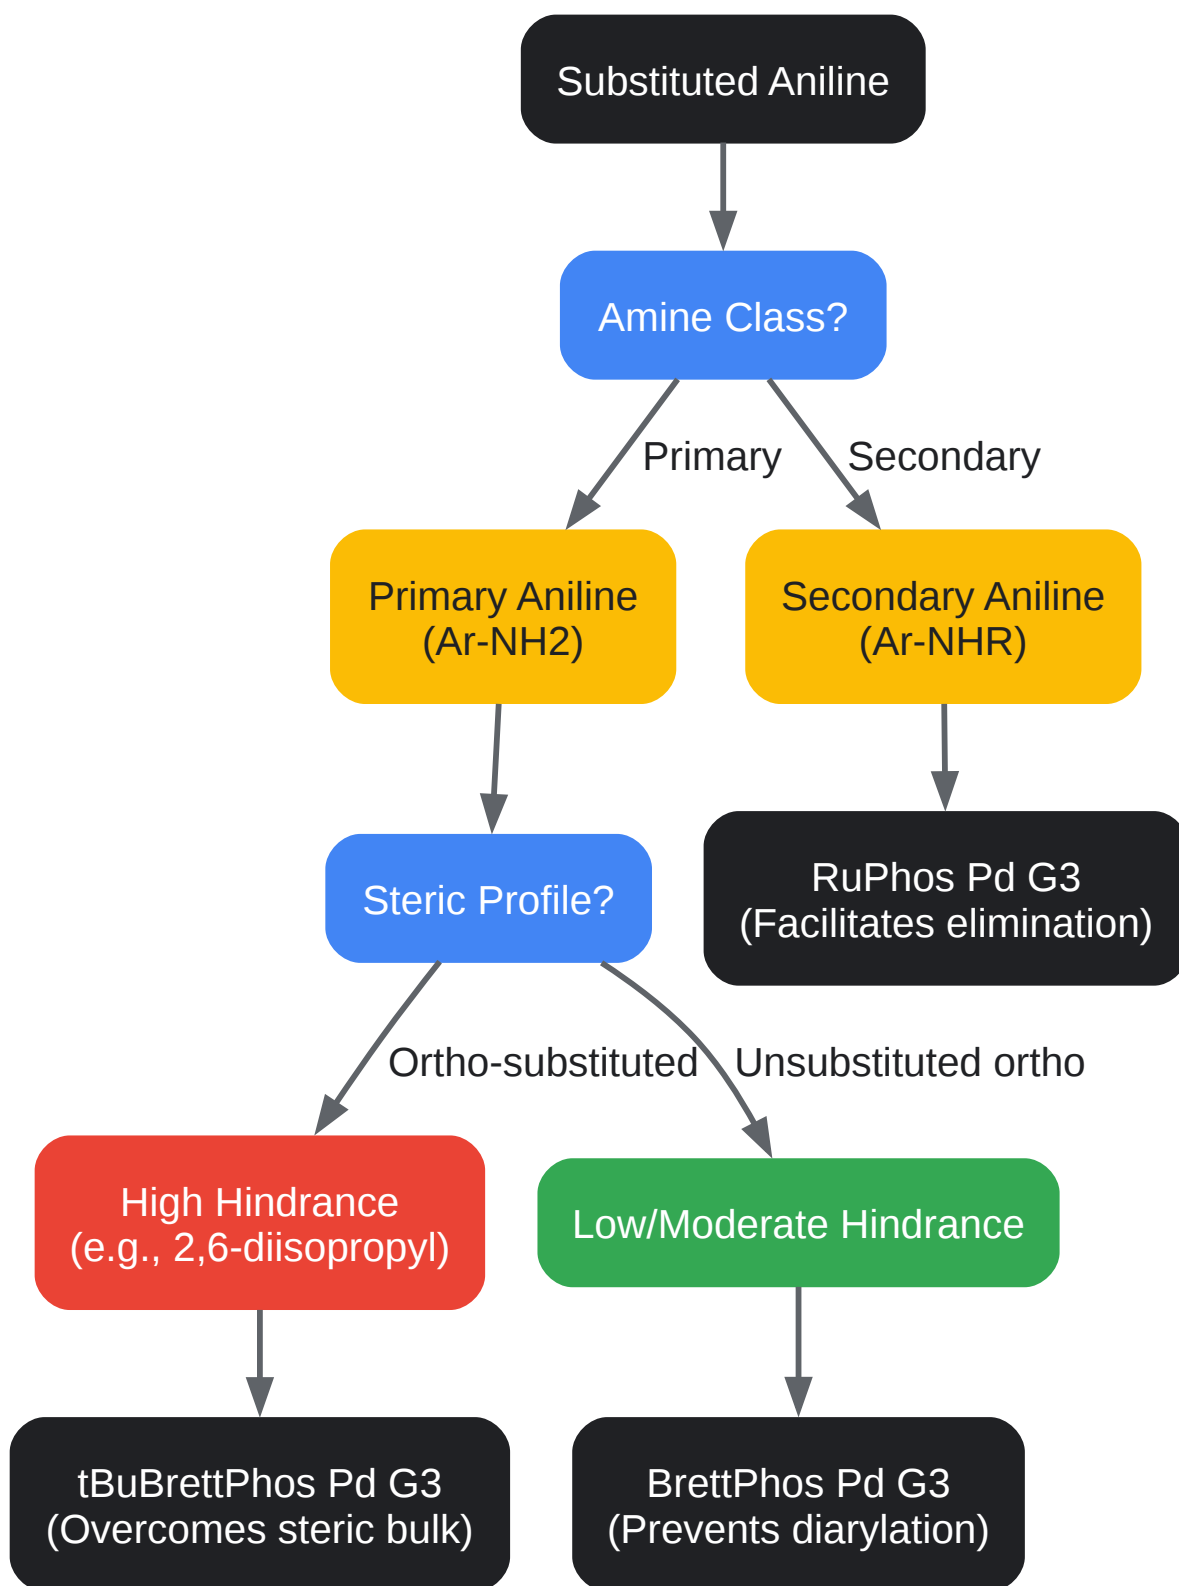 Substituted Aniline
Amine Class?
Primary
Secondary
Primary Aniline
(Ar-NH2)
Secondary Aniline
(Ar-NHR)
Steric Profile?
RuPhos Pd G3
(Facilitates elimination)
Ortho-substituted
Unsubstituted ortho
High Hindrance
(e.g., 2,6-diisopropyl)
Low/Moderate Hindrance
tBuBrettPhos Pd G3
(Overcomes steric bulk)
BrettPhos Pd G3
(Prevents diarylation)